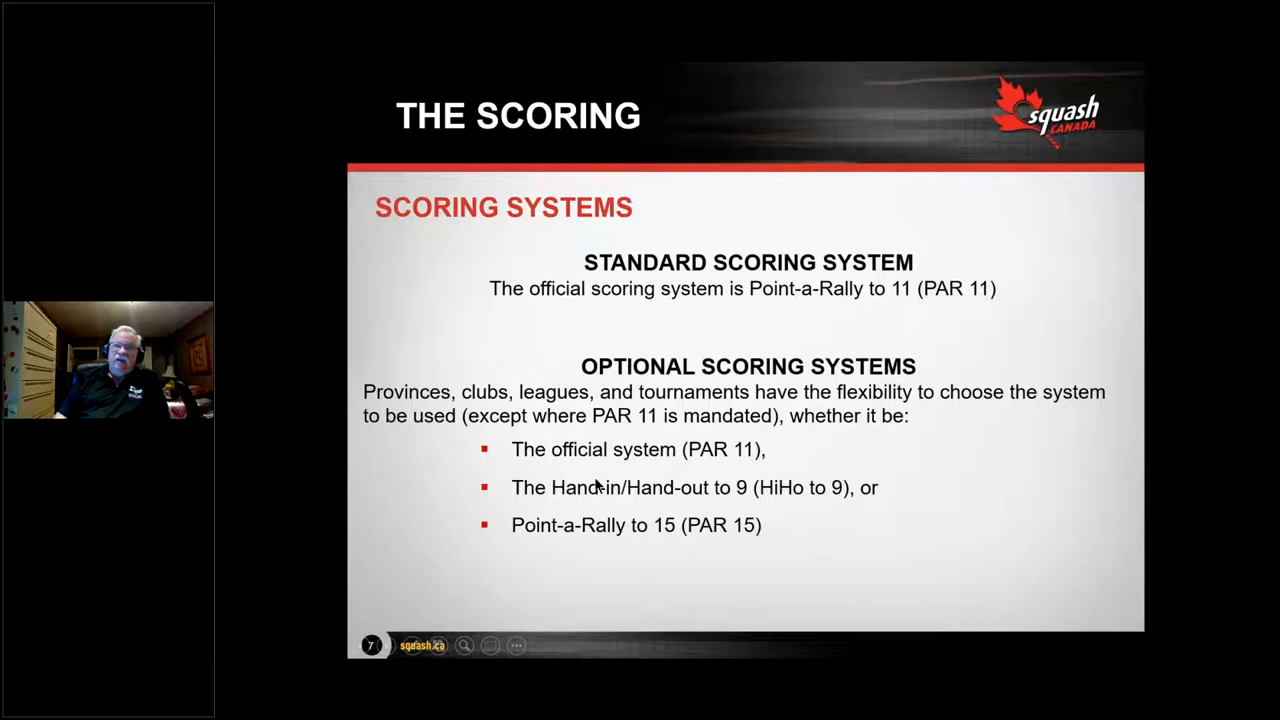 THE SCORING
squash
CANADA
SCORING SYSTEMS
STANDARD SCORING SYSTEM
The official scoring system is Point-a-Rally to 11 (PAR 11)
OPTIONAL SCORING SYSTEMS
Provinces, clubs, leagues, and tournaments have the flexibility to choose the system
to be used (except where PAR 11 is mandated), whether it be:
The official system (PAR 11),
The Hand-in/Hand-out to 9 (HiHo to 9), or
Point-a-Rally to 15 (PAR 15)
7
squash.ca